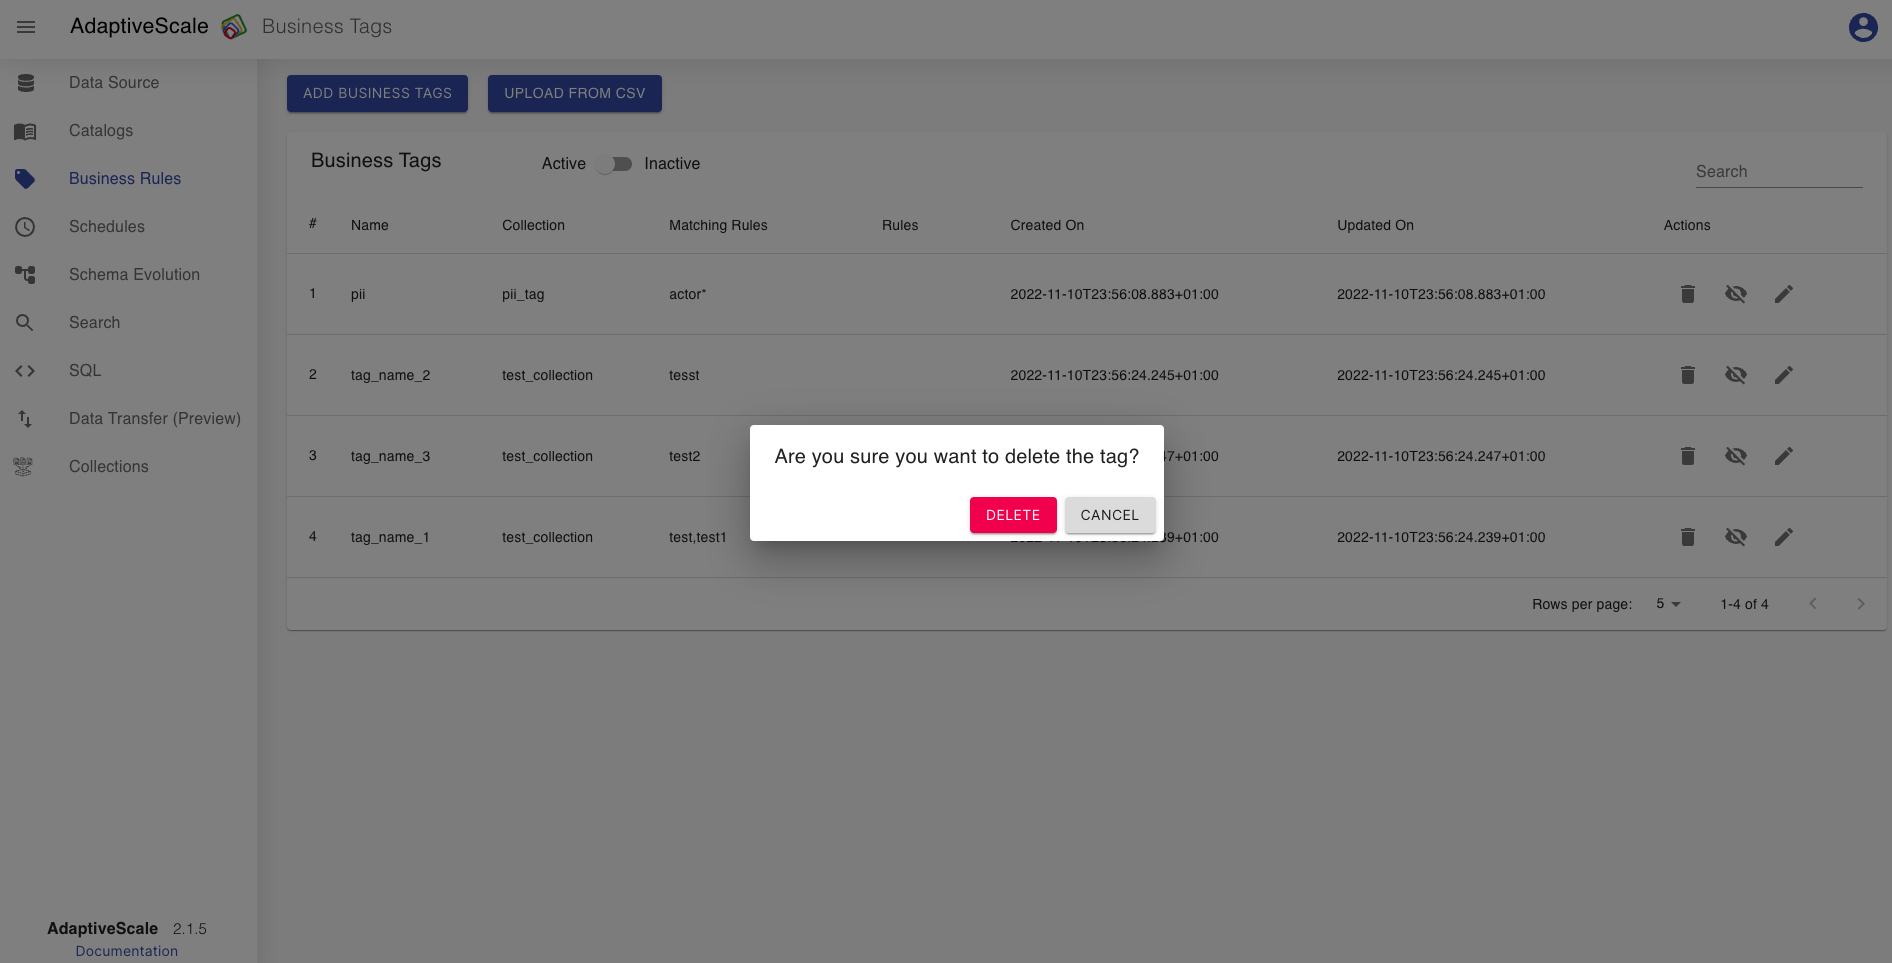 AdaptiveScale Business Tags
Data Source
Catalogs
Business Rules
Schedules
Schema Evolution
Search
SQL
Data Transfer (Preview)
Collections
AdaptiveScale 2.1.5
Documentation
ADD BUSINESS TAGS UPLOAD FROM CSV
Business Tags Active Inactive Search
# Name Collection Matching Rules Rules Created On Updated On Actions
1 pii pii_tag actor* 2022-11-10T23:56:08.883+01:00 2022-11-10T23:56:08.883+01:00
2 tag_name_2 test_collection tesst 2022-11-10T23:56:24.245+01:00 2022-11-10T23:56:24.245+01:00
3 tag_name_3 test_collection test2 47+01:00 2022-11-10T23:56:24.247+01:00
4 tag_name_1 test_collection test,test1 39+01:00 2022-11-10T23:56:24.239+01:00
Rows per page: 5 1-4 of 4
Are you sure you want to delete the tag?
DELETE CANCEL